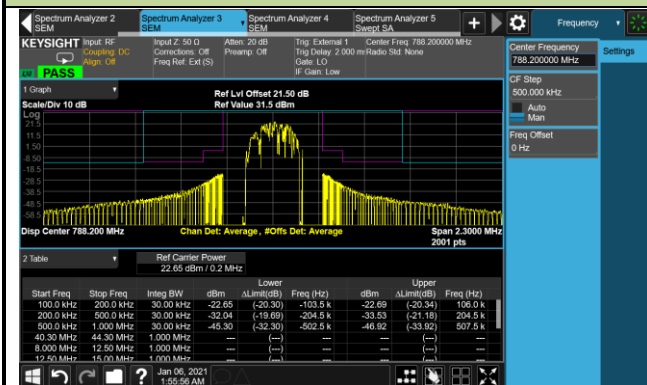 Spectrum Analyzer 2
SEM
Spectrum Analyzer 3
SEM
Spectrum Analyzer 4
SEM
Spectrum Analyzer 5
Swept SA
Frequency
KEYSIGHT
Input: RF
Coupling: DC
Align: Off
Input Z: 50 Ω
Corrections: Off
Freq Ref: Ext (S)
Atten: 20 dB
Preamp: Off
Trig: External 1
Trig Delay: 2.000 m
Gate: LO
IF Gain: Low
Center Freq: 788.200000 MHz
Radio Std: None
PASS
Center Frequency
788.200000 MHz
Settings
CF Step
500.000 kHz
Auto
Man
Freq Offset
0 Hz
1 Graph
Scale/Div 10 dB
Ref Lvl Offset 21.50 dB
Ref Value 31.5 dBm
Log
21.5
11.5
1.50
-8.50
-18.5
-28.5
-38.5
-48.5
-58.5
Disp Center 788.200 MHz
Chan Det: Average, #Offs Det: Average
Span 2.3000 MHz
2001 pts
2 Table
Ref Carrier Power
22.65 dBm / 0.2 MHz
Lower Upper
Start Freq Stop Freq Integ BW dBm ΔLimit(dB) Freq (Hz) dBm ΔLimit(dB) Freq (Hz)
100.0 kHz 200.0 kHz 30.00 kHz -22.65 (-20.30) -103.5 k -22.69 (-20.34) 106.0 k
200.0 kHz 500.0 kHz 30.00 kHz -32.04 (-19.69) -204.5 k -33.53 (-21.18) 204.5 k
500.0 kHz 1.000 MHz 30.00 kHz -45.30 (-32.30) -502.5 k -46.92 (-33.92) 507.5 k
40.30 MHz 44.30 MHz 1.000 MHz --- (---) --- --- (---) ---
8.000 MHz 12.50 MHz 1.000 MHz --- (---) --- --- (---) ---
12.50 MHz 15.00 MHz 1.000 MHz --- (---) --- --- (---) ---
Jan 06, 2021
1:55:56 AM